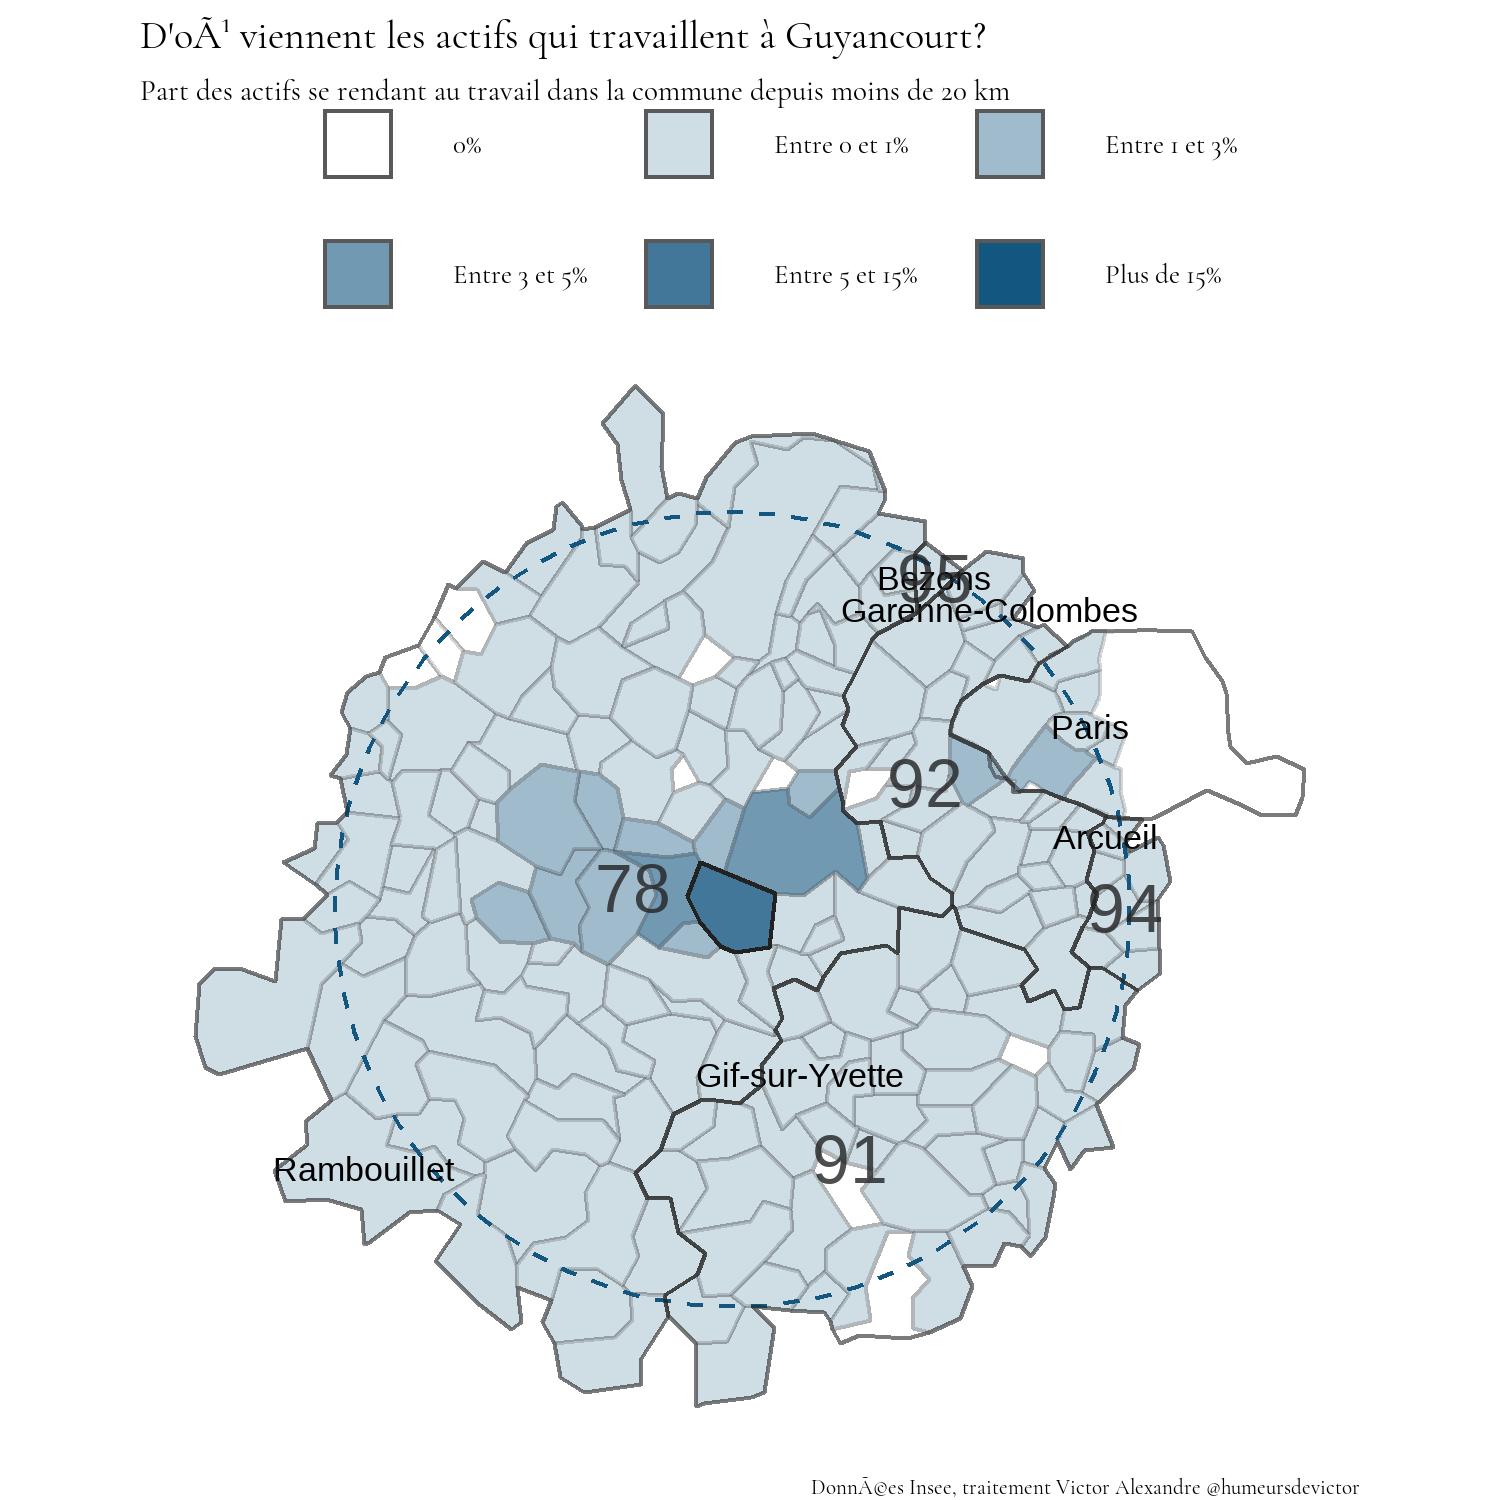 D'oÃ¹ viennent les actifs qui travaillent à Guyancourt?
Part des actifs se rendant au travail dans la commune depuis moins de 20 km
0%
Entre 0 et 1%
Entre 1 et 3%
Entre 3 et 5%
Entre 5 et 15%
Plus de 15%
95
Bezons
Garenne-Colombes
Paris
92
Arcueil
78
94
Gif-sur-Yvette
91
Rambouillet
DonnÃ©es Insee, traitement Victor Alexandre @humeursdevictor